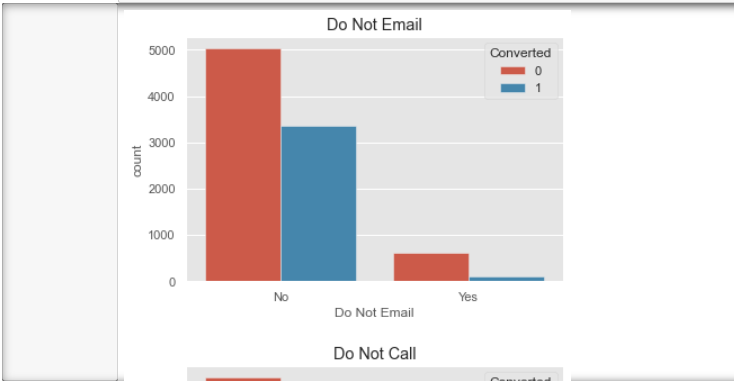 Do Not Email
Converted
0
1
5000
4000
3000
2000
1000
0
count
No Yes
Do Not Email
Do Not Call
Converted